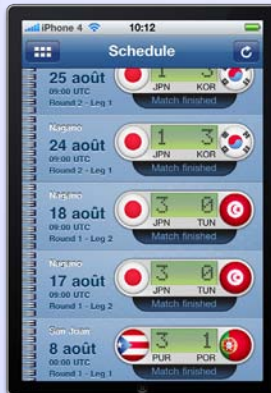 iPhone 4 10:12
Schedule
25 août
1 3
09:00 UTC
JPN KOR
Round 2 - Leg 1
Match finished
Nagano
24 août
1 3
09:00 UTC
JPN KOR
Round 2 - Leg 1
Match finished
Nagano
18 août
3 0
09:00 UTC
JPN TUN
Round 1 - Leg 2
Match finished
Nagano
17 août
3 0
09:00 UTC
JPN TUN
Round 1 - Leg 2
Match finished
San Juan
8 août
3 1
09:00 UTC
PUR POR
Round 1 - Leg 1
Match finished